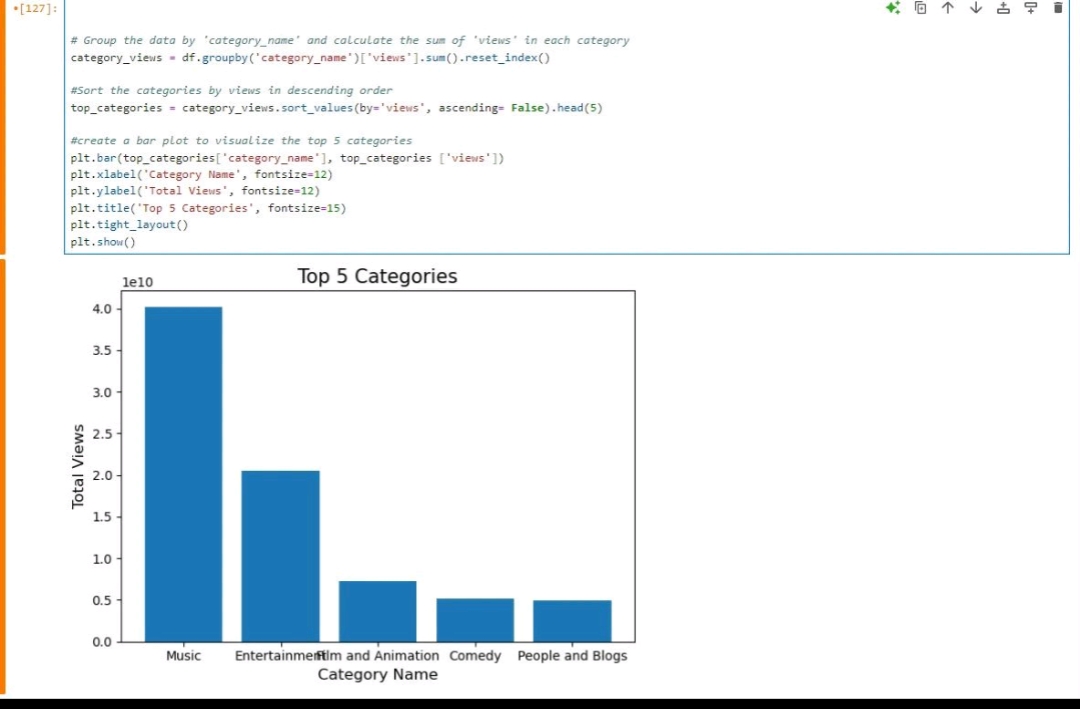 •[127]:
# Group the data by 'category_name' and calculate the sum of 'views' in each category
category_views = df.groupby('category_name')['views'].sum().reset_index()
#Sort the categories by views in descending order
top_categories = category_views.sort_values(by='views', ascending= False).head(5)
#create a bar plot to visualize the top 5 categories
plt.bar(top_categories['category_name'], top_categories ['views'])
plt.xlabel('Category Name', fontsize=12)
plt.ylabel('Total Views', fontsize=12)
plt.title('Top 5 Categories', fontsize=15)
plt.tight_layout()
plt.show()
Top 5 Categories
1e10
4.0
3.5
3.0
2.5
2.0
1.5
1.0
0.5
0.0
Total Views
Music Entertainment Film and Animation Comedy People and Blogs
Category Name